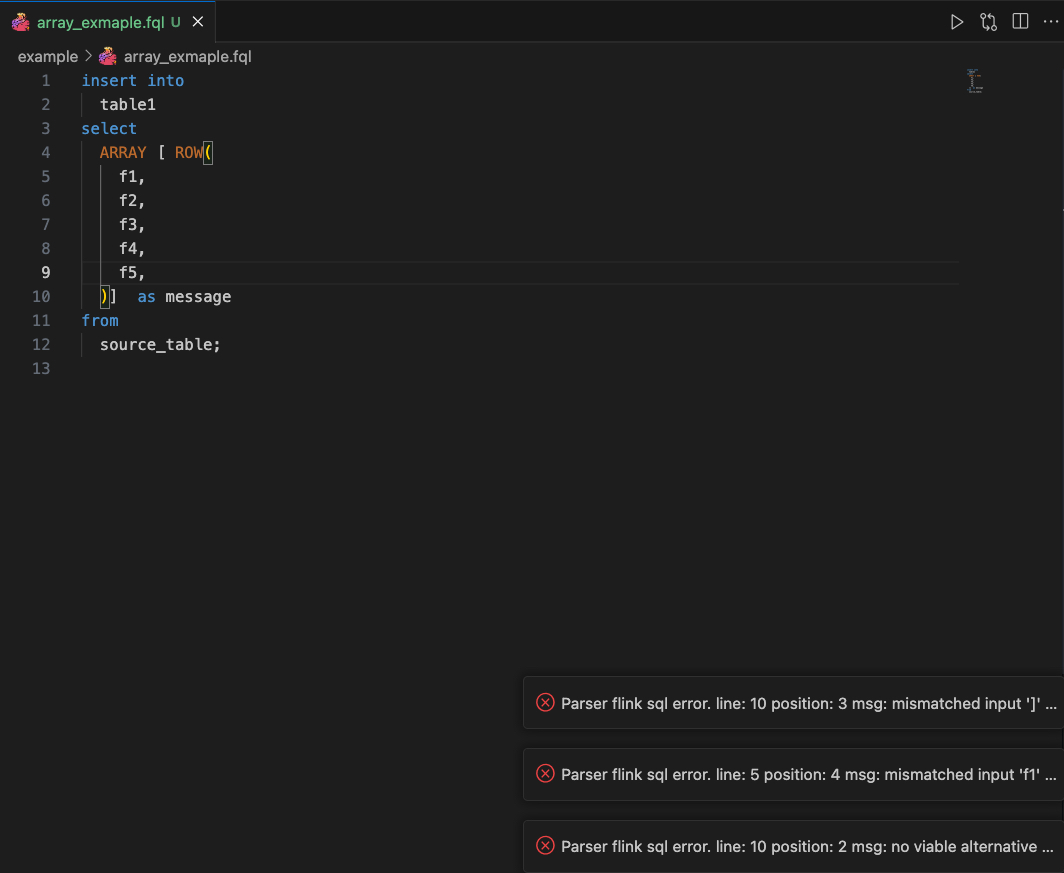 array_exmaple.fql U
example > array_exmaple.fql
1 insert into
2 table1
3 select
4 ARRAY [ ROW(
5 f1,
6 f2,
7 f3,
8 f4,
9 f5,
10 )]  as message
11 from
12 source_table;
13
Parser flink sql error. line: 10 position: 3 msg: mismatched input ']' ...
Parser flink sql error. line: 5 position: 4 msg: mismatched input 'f1' ...
Parser flink sql error. line: 10 position: 2 msg: no viable alternative ...